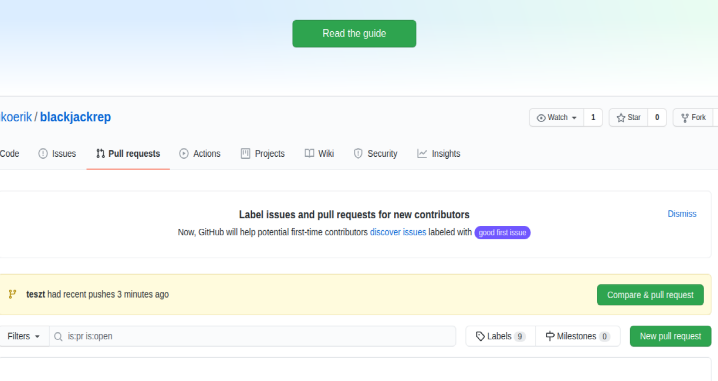 Read the guide
koerik / blackjackrep
Watch 1 Star 0 Fork
Code Issues Pull requests Actions Projects Wiki Security Insights
Label issues and pull requests for new contributors Dismiss
Now, GitHub will help potential first-time contributors discover issues labeled with good first issue
teszt had recent pushes 3 minutes ago Compare & pull request
Filters is:pr is:open Labels 9 Milestones 0 New pull request